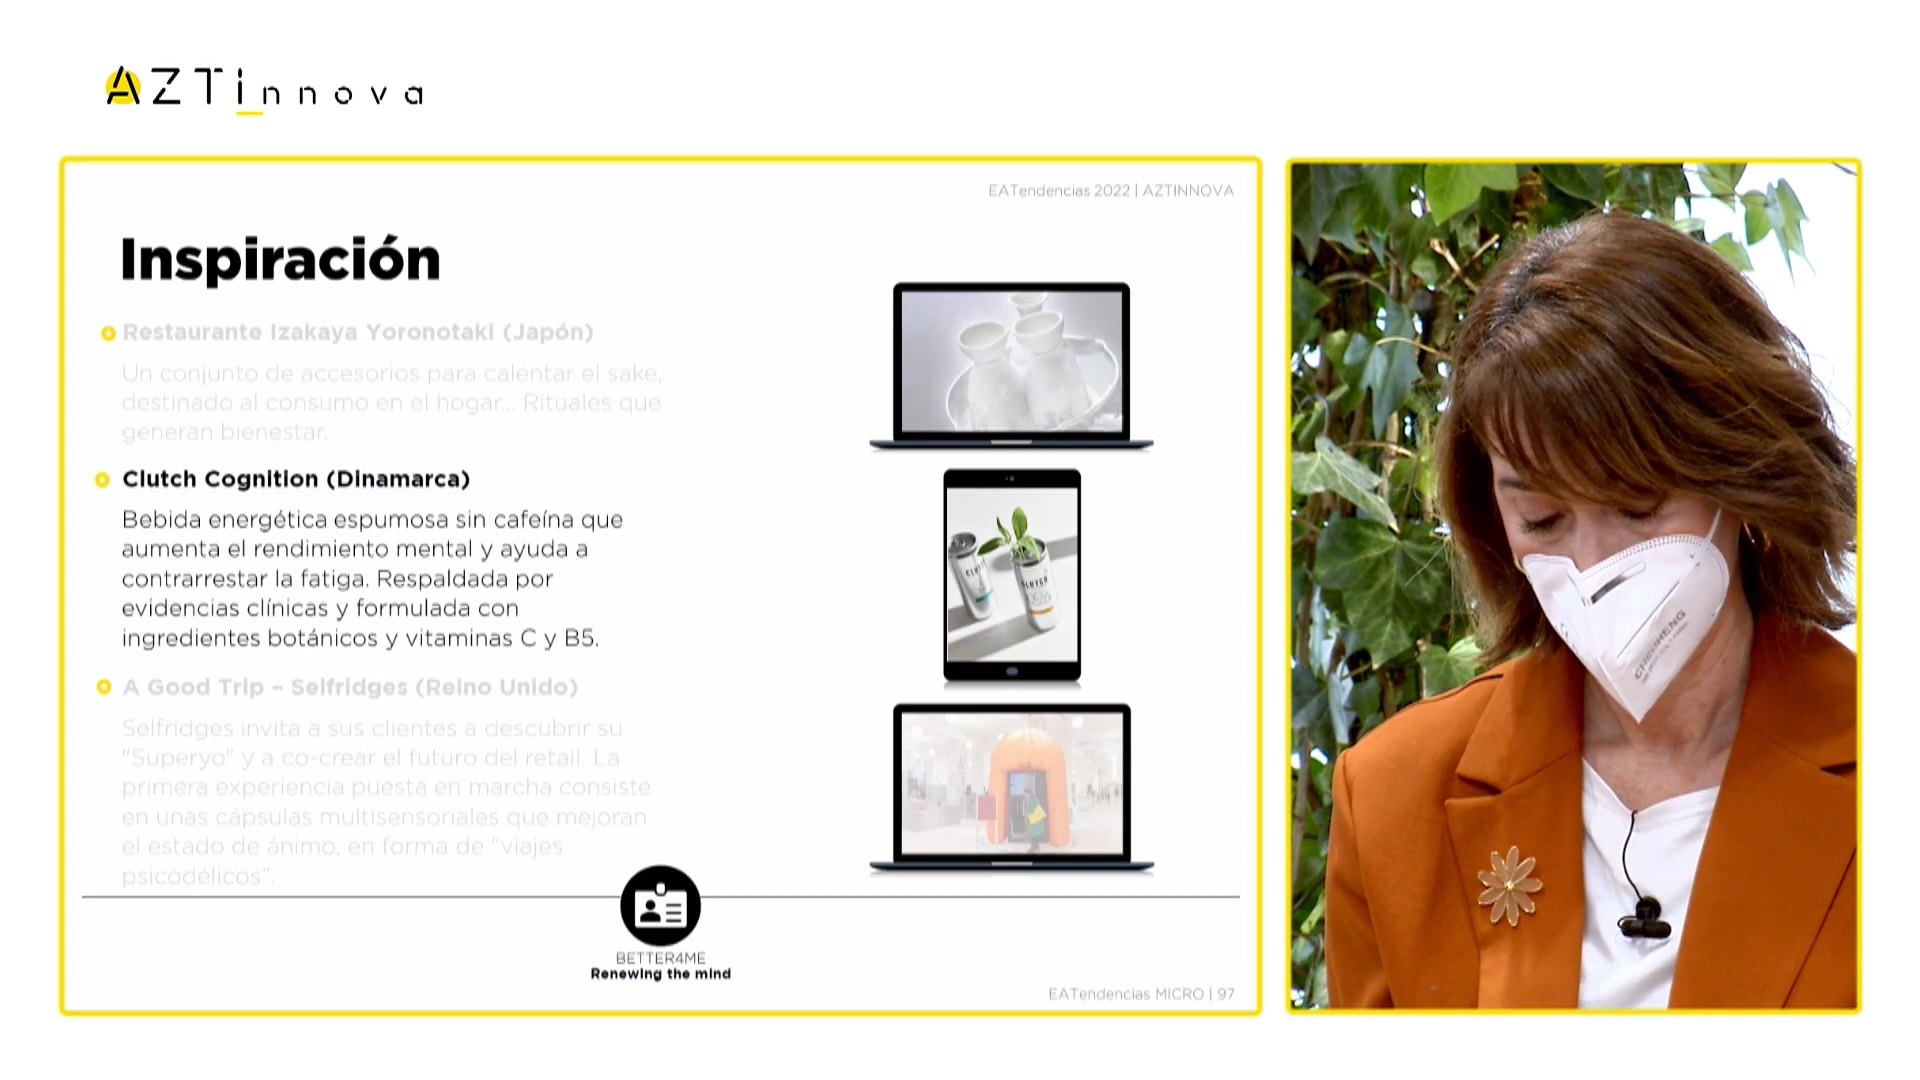 AZTInnova
EATendencias 2022 | AZTINNOVA
Inspiración
Restaurante Izakaya Yoronotaki (Japón)
Un conjunto de accesorios para calentar el sake,
destinado al consumo en el hogar... Rituales que
generan bienestar.
Clutch Cognition (Dinamarca)
Bebida energética espumosa sin cafeína que
aumenta el rendimiento mental y ayuda a
contrarrestar la fatiga. Respaldada por
evidencias clínicas y formulada con
ingredientes botánicos y vitaminas C y B5.
A Good Trip – Selfridges (Reino Unido)
Selfridges invita a sus clientes a descubrir su
"Superyo" y a co-crear el futuro del retail. La
primera experiencia puesta en marcha consiste
en unas cápsulas multisensoriales que mejoran
el estado de ánimo, en forma de "viajes
psicodélicos".
BETTER4ME
Renewing the mind
EATendencias MICRO | 97